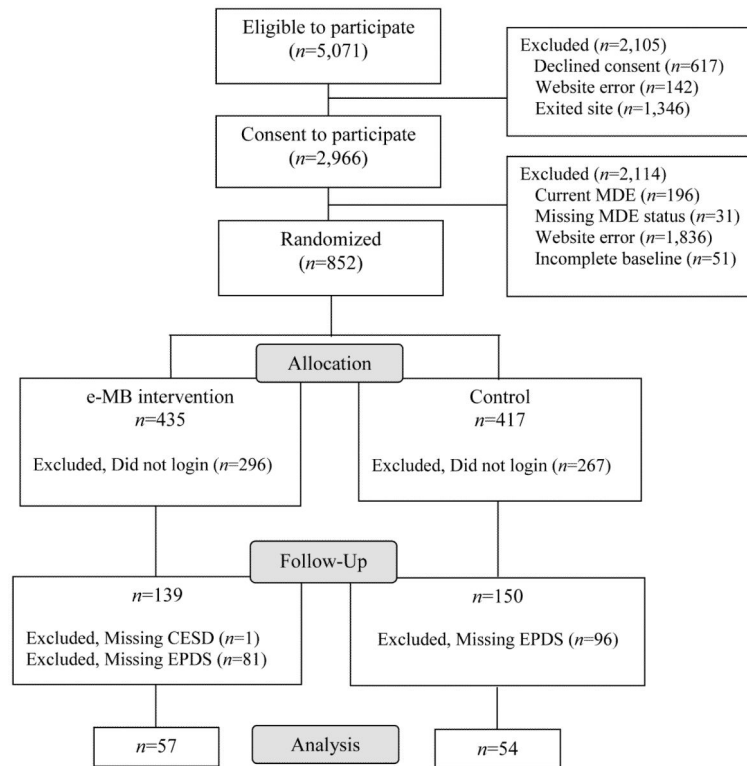 Eligible to participate
(n=5,071)
Excluded (n=2,105)
Declined consent (n=617)
Website error (n=142)
Exited site (n=1,346)
Consent to participate
(n=2,966)
Excluded (n=2,114)
Current MDE (n=196)
Missing MDE status (n=31)
Website error (n=1,836)
Incomplete baseline (n=51)
Randomized
(n=852)
Allocation
e-MB intervention
n=435
Excluded, Did not login (n=296)
Control
n=417
Excluded, Did not login (n=267)
Follow-Up
n=139
Excluded, Missing CESD (n=1)
Excluded, Missing EPDS (n=81)
n=150
Excluded, Missing EPDS (n=96)
n=57
Analysis
n=54